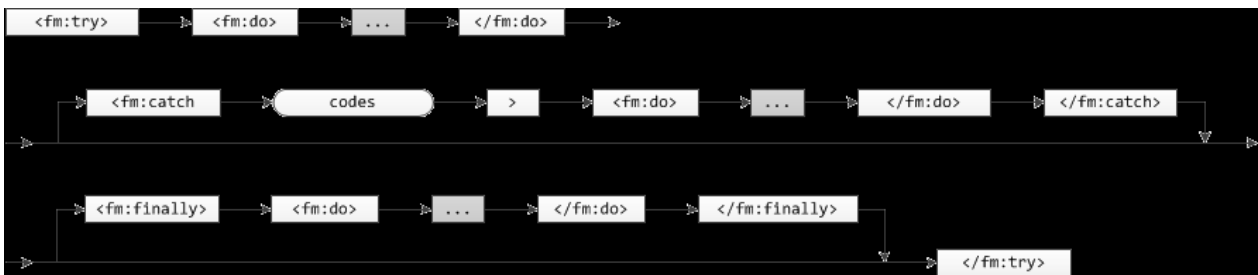 <fm:try> <fm:do> ... </fm:do>
<fm:catch codes > <fm:do> ... </fm:do> </fm:catch>
<fm:finally> <fm:do> ... </fm:do> </fm:finally>
</fm:try>